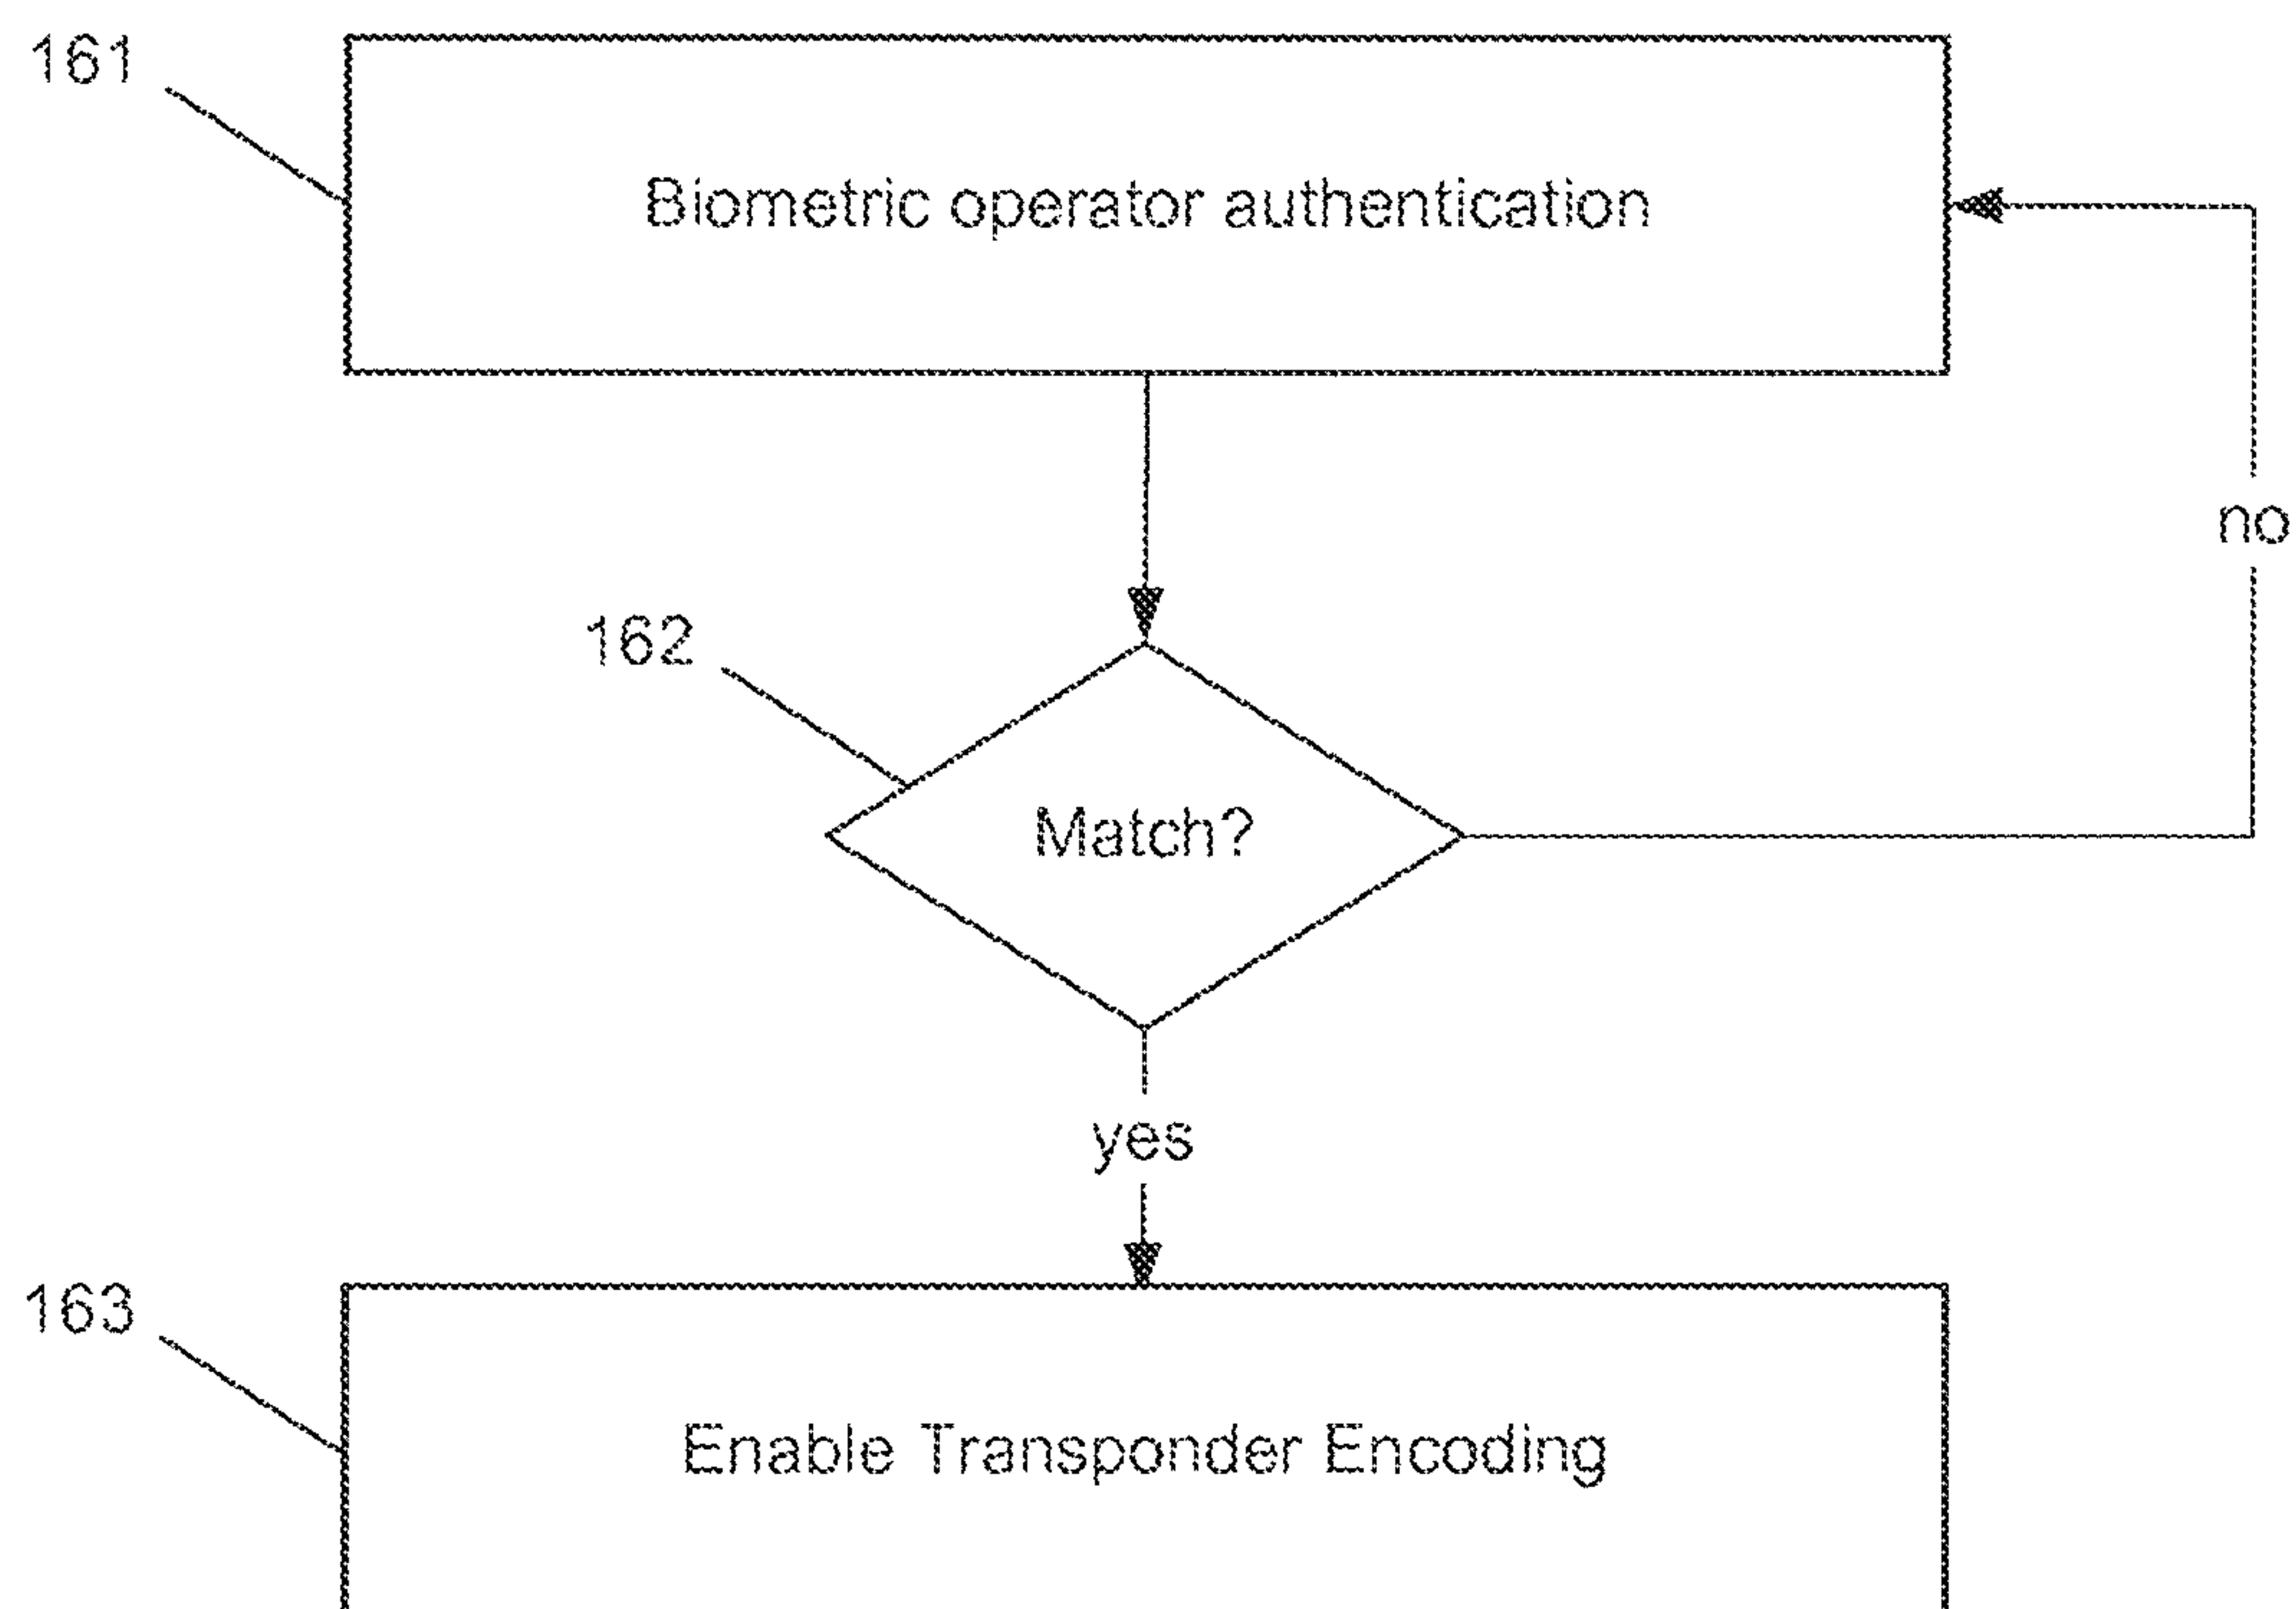 161
Biometric operator authentication
no
162
Match?
yes
163
Enable Transponder Encoding